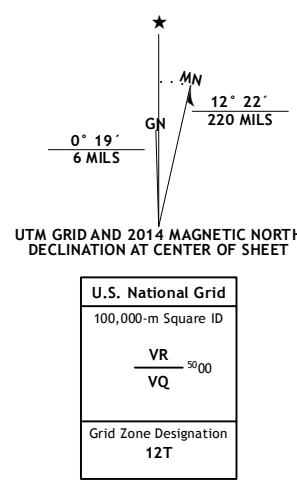 MN
GN
12° 22´
220 MILS
0° 19´
6 MILS
UTM GRID AND 2014 MAGNETIC NORTH
DECLINATION AT CENTER OF SHEET
U.S. National Grid
100,000-m Square ID
VR
5000
VQ
Grid Zone Designation
12T